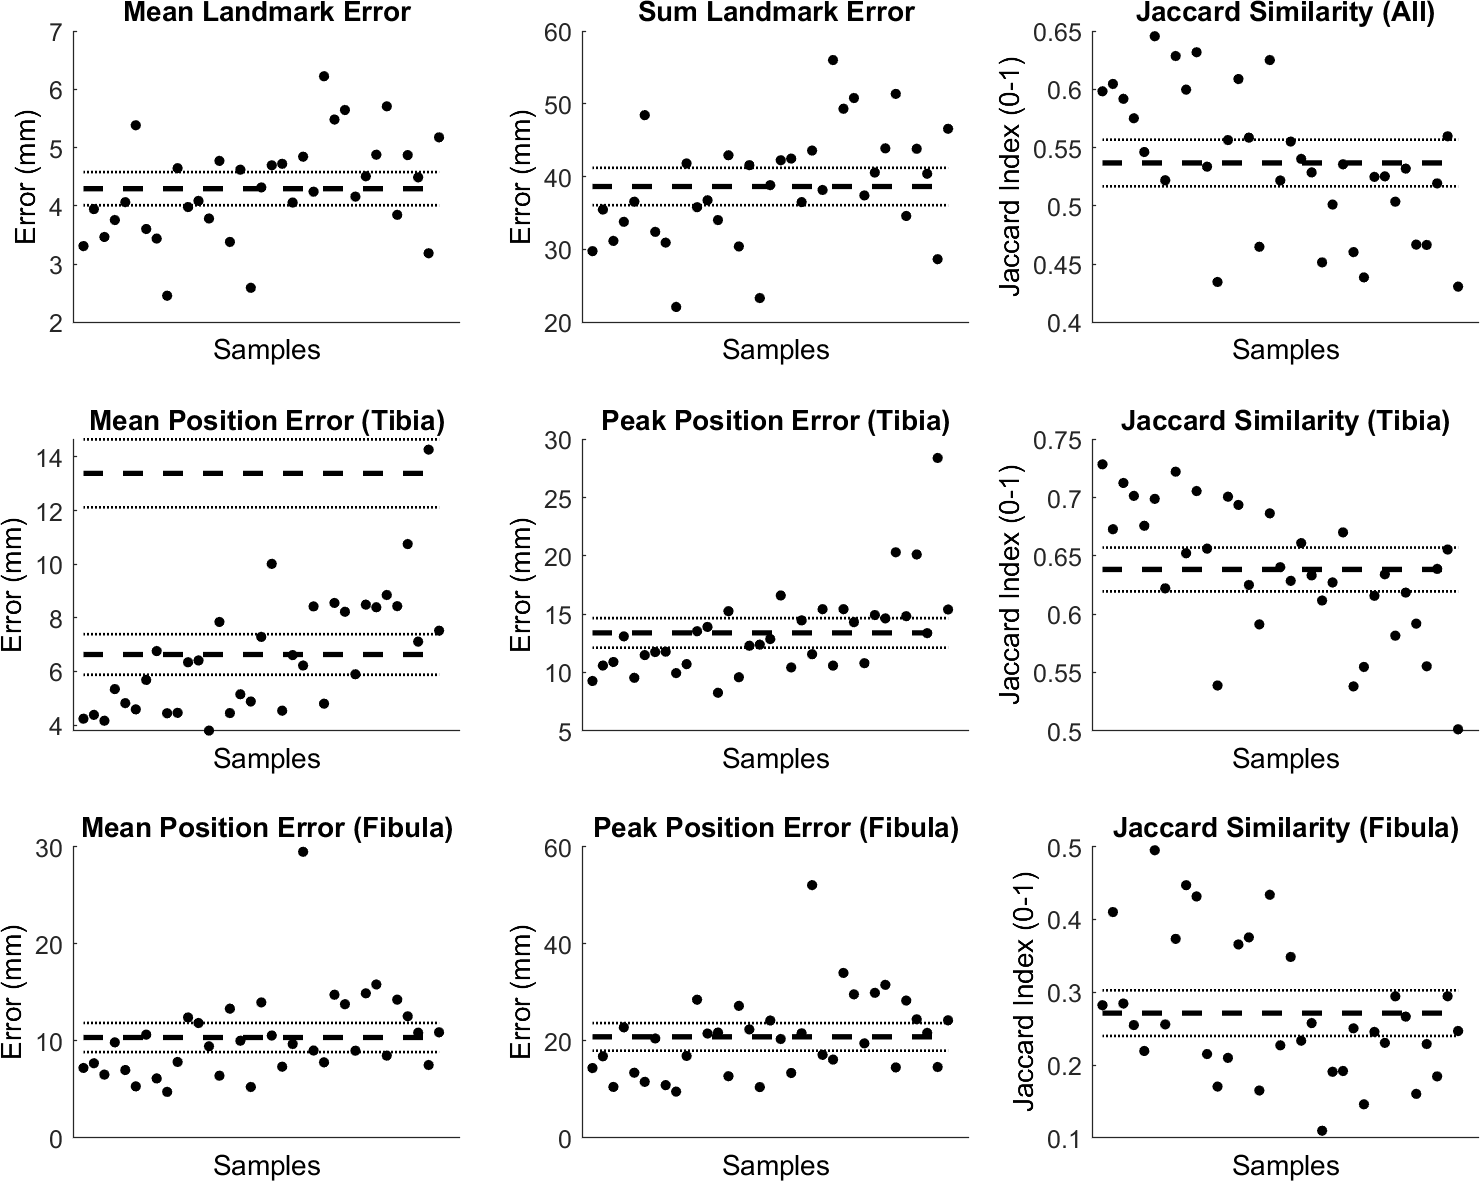 Mean Landmark Error
7
6
5
4
3
2
Error (mm)
Samples
Sum Landmark Error
60
50
40
30
20
Error (mm)
Samples
Jaccard Similarity (All)
0.65
0.6
0.55
0.5
0.45
0.4
Jaccard Index (0-1)
Samples
Mean Position Error (Tibia)
14
12
10
8
6
4
Error (mm)
Samples
Peak Position Error (Tibia)
30
25
20
15
10
5
Error (mm)
Samples
Jaccard Similarity (Tibia)
0.75
0.7
0.65
0.6
0.55
0.5
Jaccard Index (0-1)
Samples
Mean Position Error (Fibula)
30
20
10
0
Error (mm)
Samples
Peak Position Error (Fibula)
60
40
20
0
Error (mm)
Samples
Jaccard Similarity (Fibula)
0.5
0.4
0.3
0.2
0.1
Jaccard Index (0-1)
Samples